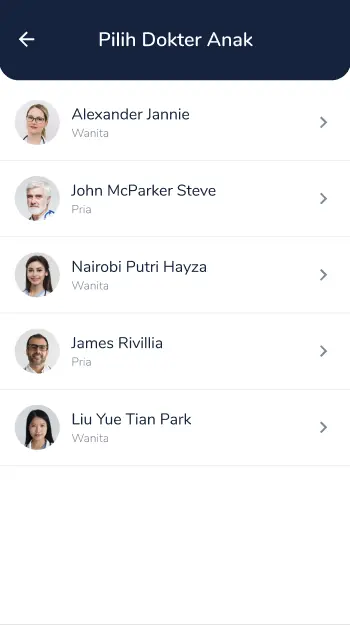 Pilih Dokter Anak
Alexander Jannie
Wanita
John McParker Steve
Pria
Nairobi Putri Hayza
Wanita
James Rivillia
Pria
Liu Yue Tian Park
Wanita